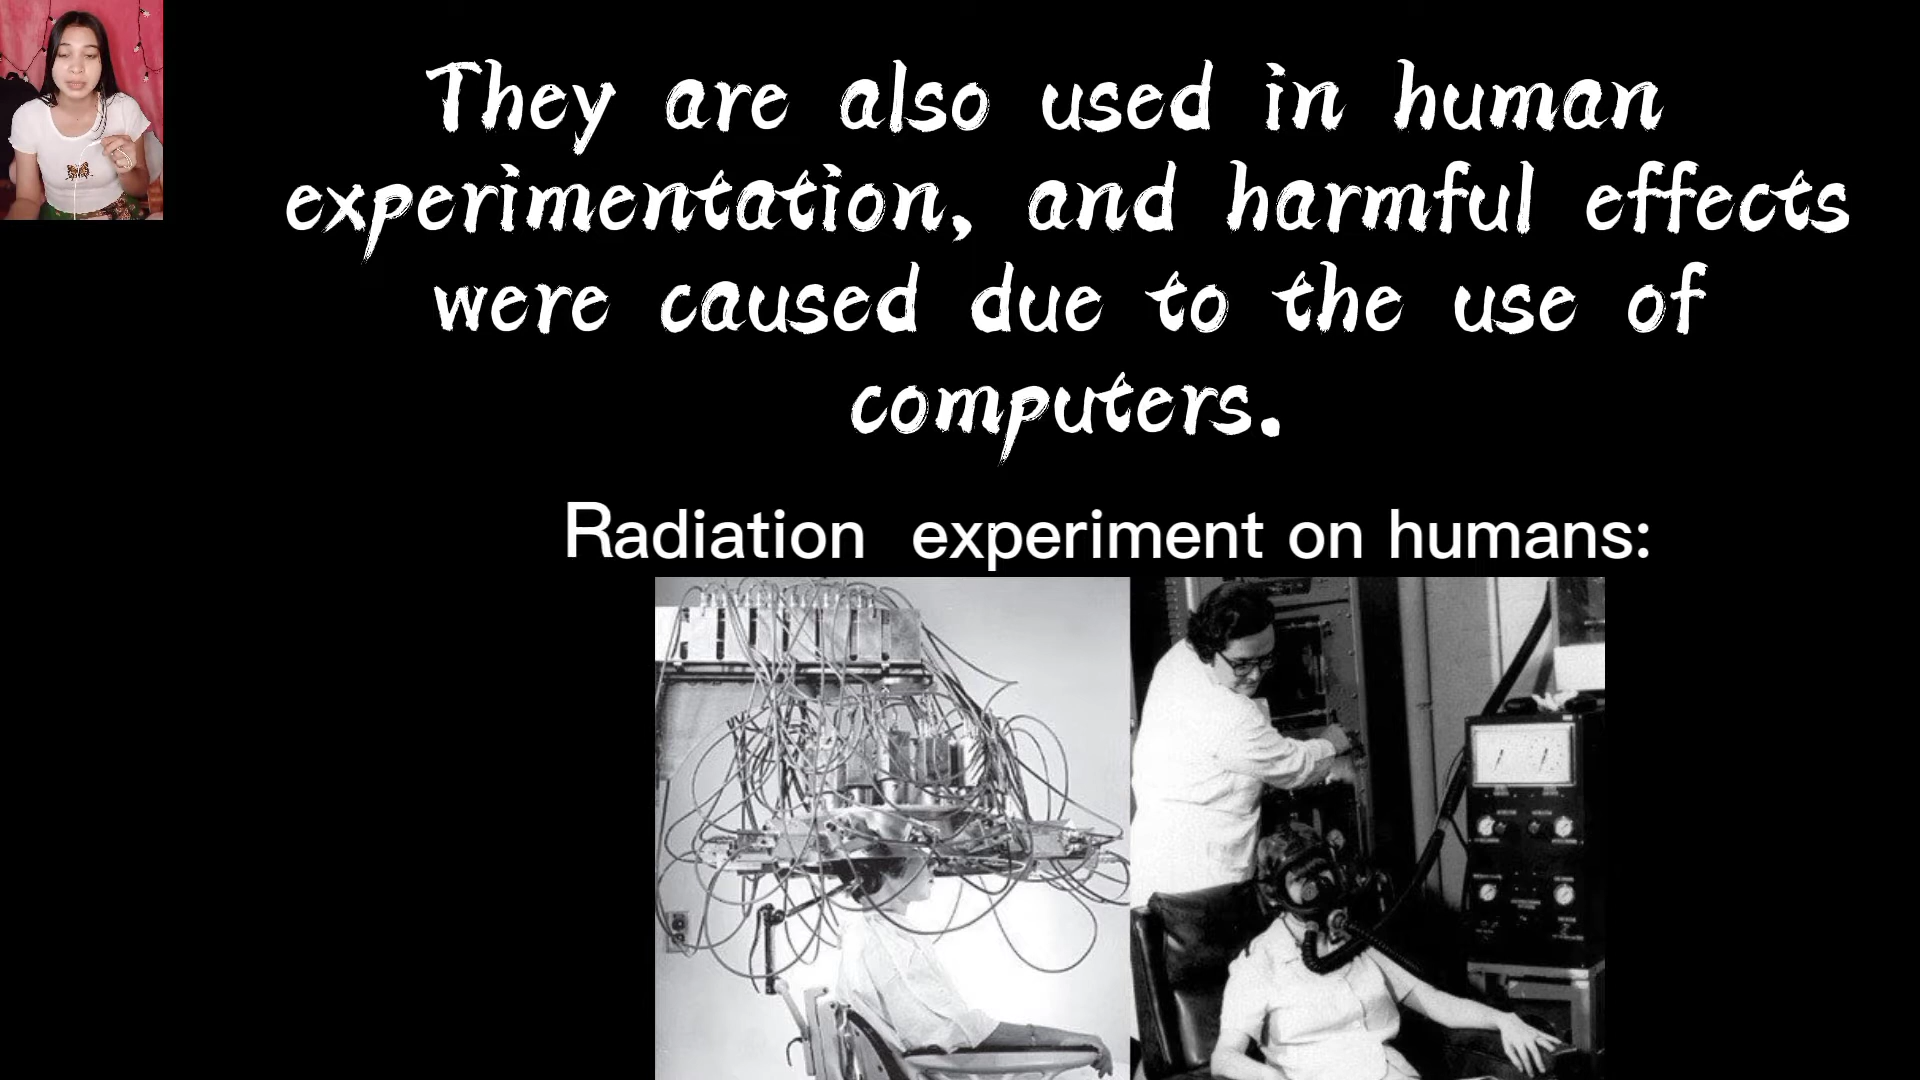 They are also used in human
experimentation, and harmful effects
were caused due to the use of
computers.
Radiation experiment on humans: